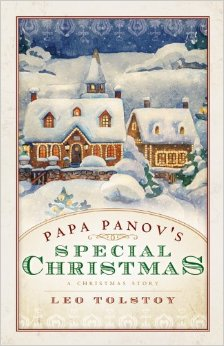 PAPA PANOV'S
SPECIAL
CHRISTMAS
A CHRISTMAS STORY
LEO TOLSTOY